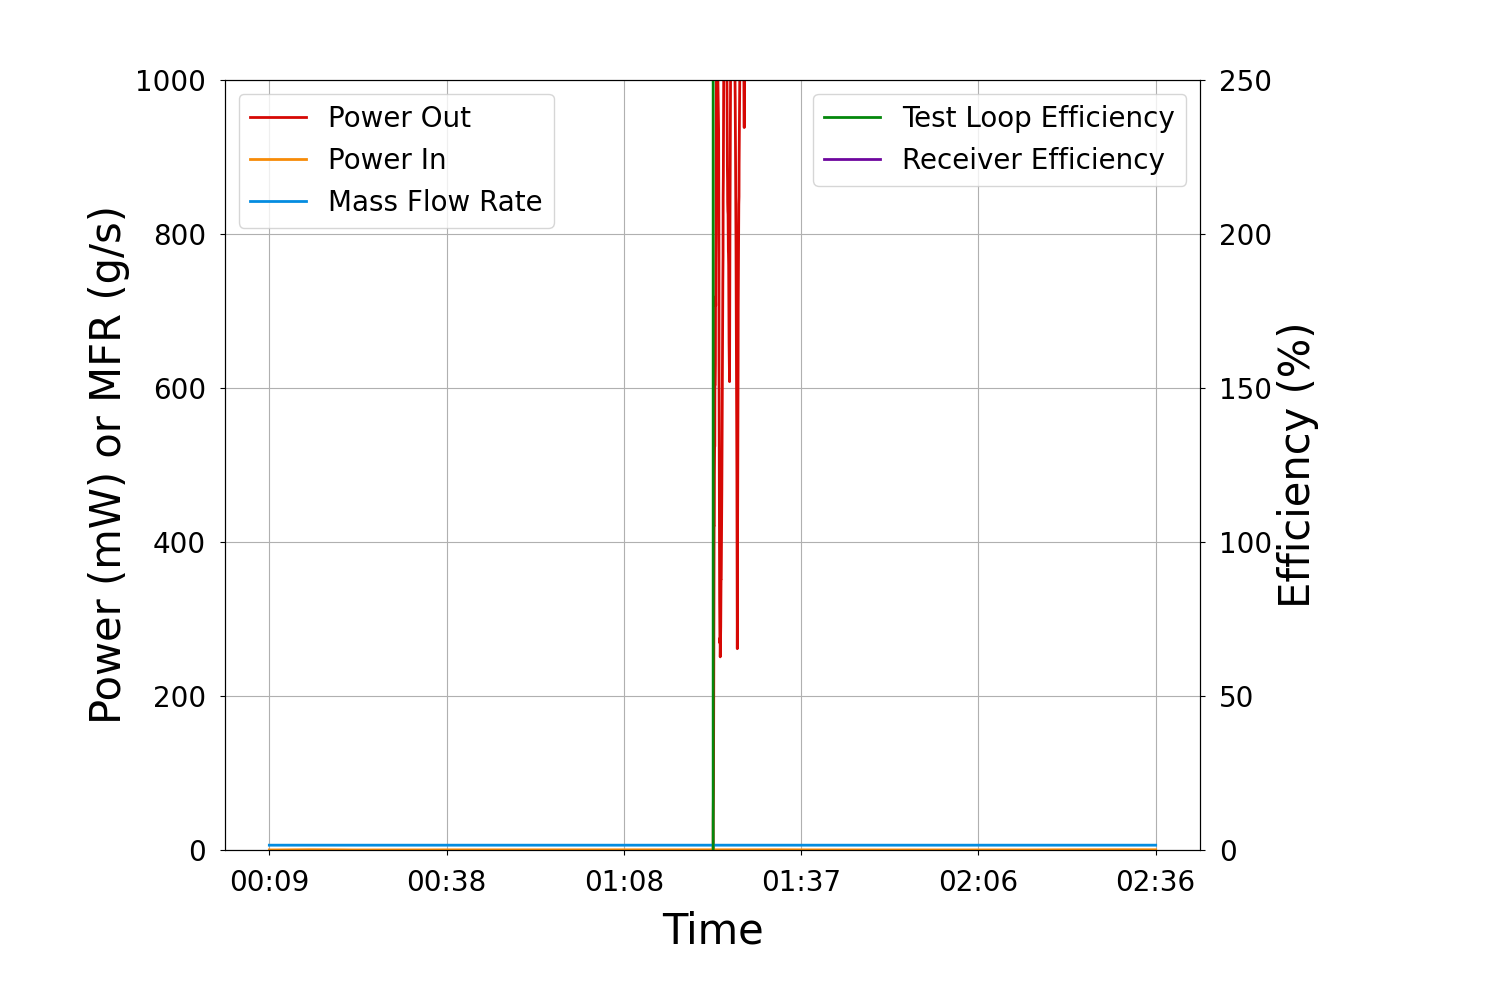 Power Out
Power In
Mass Flow Rate
Test Loop Efficiency
Receiver Efficiency
Power (mW) or MFR (g/s)
1000
800
600
400
200
0
250
200
150
100
50
0
Efficiency (%)
00:09 00:38 01:08 01:37 02:06 02:36
Time